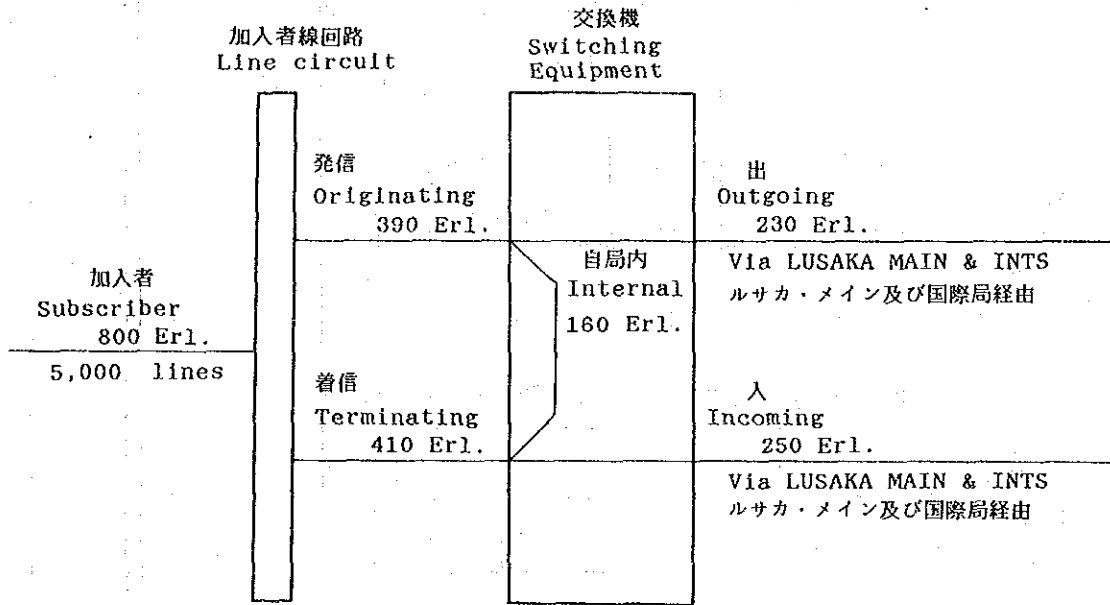 加入者線回路
Line circuit
交換機
Switching
Equipment
発信
Originating
390 Erl.
出
Outgoing
230 Erl.
Via LUSAKA MAIN & INTS
ルサカ・メイン及び国際局経由
自局内
Internal
160 Erl.
加入者
Subscriber
800 Erl.
5,000 lines
着信
Terminating
410 Erl.
入
Incoming
250 Erl.
Via LUSAKA MAIN & INTS
ルサカ・メイン及び国際局経由